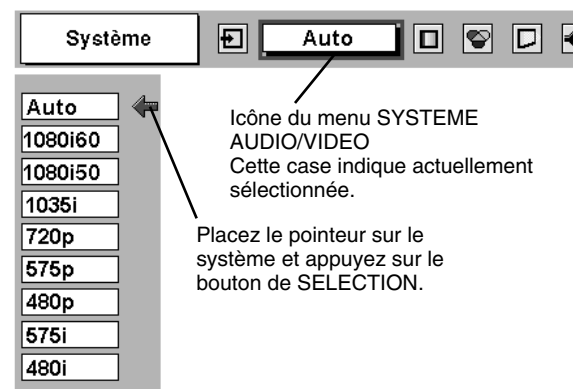 Système
Auto
Auto
1080i60
1080i50
1035i
720p
575p
480p
575i
480i
Icône du menu SYSTEME
AUDIO/VIDEO
Cette case indique actuellement
sélectionnée.
Placez le pointeur sur le
système et appuyez sur le
bouton de SELECTION.